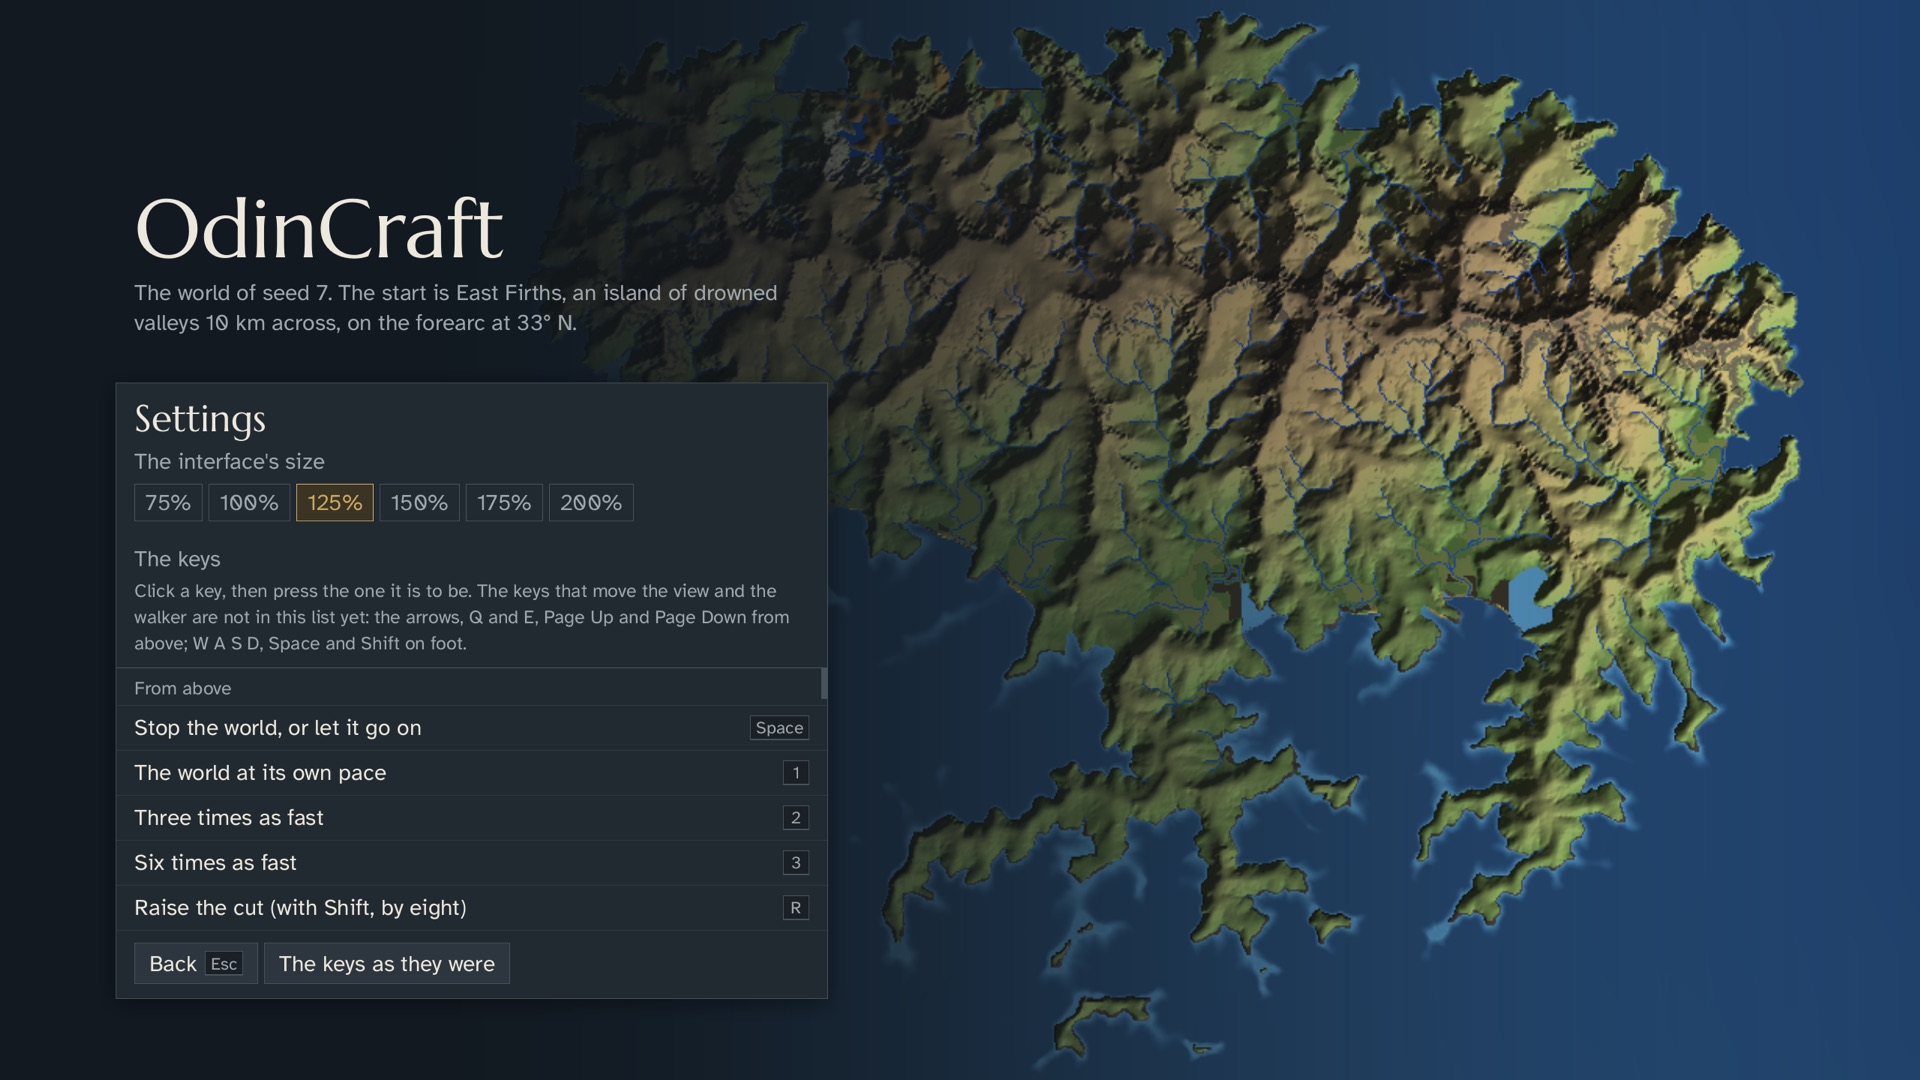 OdinCraft
The world of seed 7. The start is East Firths, an island of drowned
valleys 10 km across, on the forearc at 33° N.
Settings
The interface's size
75% 100% 125% 150% 175% 200%
The keys
Click a key, then press the one it is to be. The keys that move the view and the
walker are not in this list yet: the arrows, Q and E, Page Up and Page Down from
above; W A S D, Space and Shift on foot.
From above
Stop the world, or let it go on Space
The world at its own pace 1
Three times as fast 2
Six times as fast 3
Raise the cut (with Shift, by eight) R
Back Esc The keys as they were